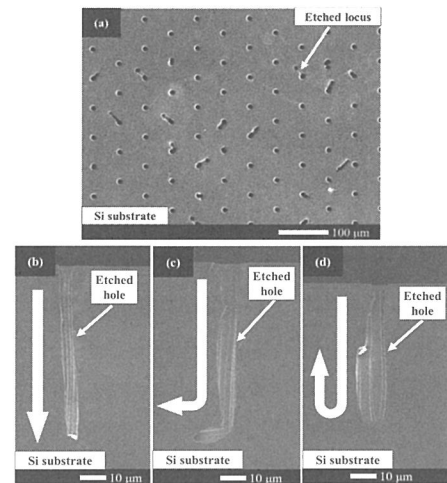 (a)
Etched locus
Si substrate
100 μm
(b)
Etched
hole
Si substrate
10 μm
(c)
Etched
hole
Si substrate
10 μm
(d)
Etched
hole
Si substrate
10 μm